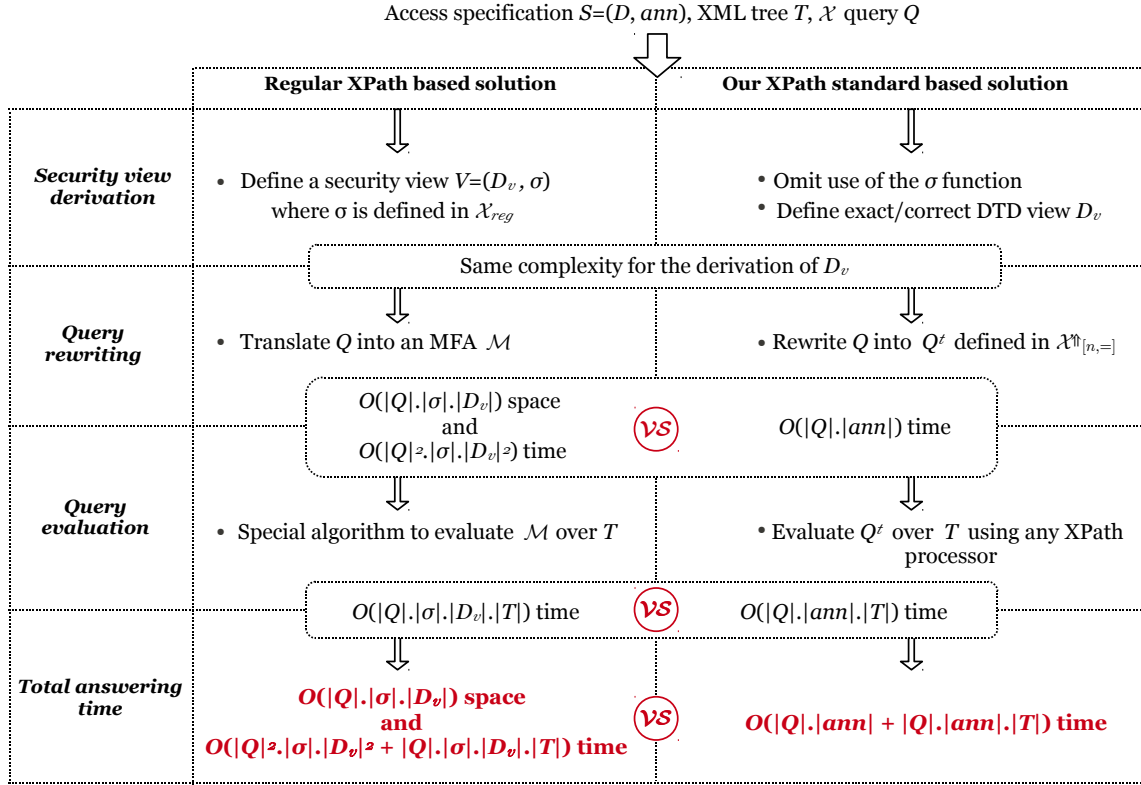 Access specification S=(D, ann), XML tree T, 𝒳 query Q
Regular XPath based solution
Our XPath standard based solution
Security view
derivation
• Define a security view V=(Dᵥ, σ)
where σ is defined in 𝒳reg
• Omit use of the σ function
• Define exact/correct DTD view Dᵥ
Same complexity for the derivation of Dᵥ
Query
rewriting
• Translate Q into an MFA ℳ
• Rewrite Q into Qᵗ defined in 𝒳⇑[n,=]
O(|Q|.|σ|.|Dᵥ|) space
and
O(|Q|².|σ|.|Dᵥ|²) time
VS
O(|Q|.|ann|) time
Query
evaluation
• Special algorithm to evaluate ℳ over T
• Evaluate Qᵗ over T using any XPath
processor
O(|Q|.|σ|.|Dᵥ|.|T|) time
VS
O(|Q|.|ann|.|T|) time
Total answering
time
O(|Q|.|σ|.|Dᵥ|) space
and
O(|Q|².|σ|.|Dᵥ|² + |Q|.|σ|.|Dᵥ|.|T|) time
VS
O(|Q|.|ann| + |Q|.|ann|.|T|) time